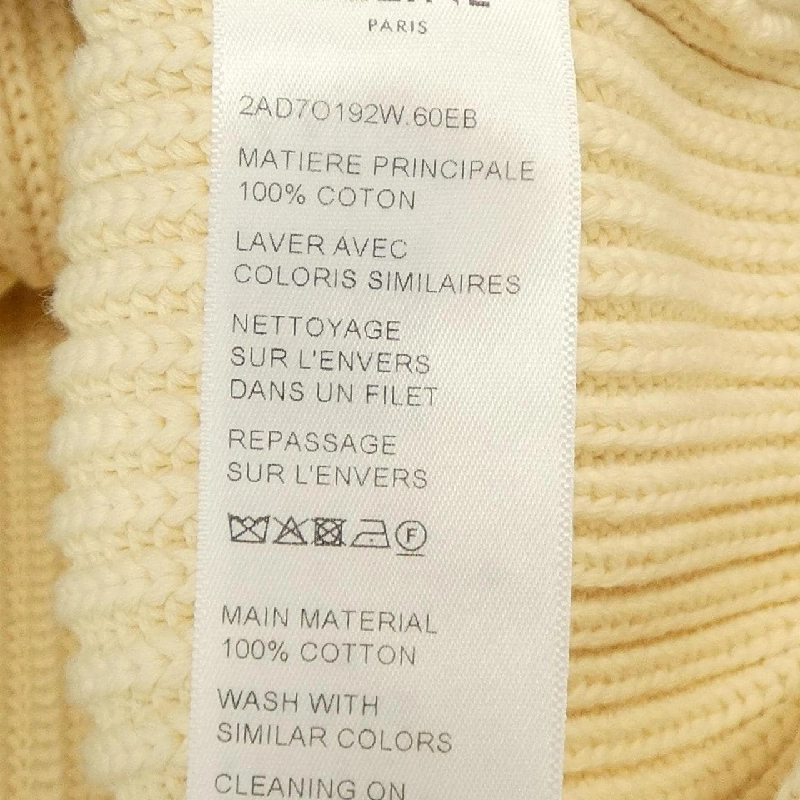 PARIS
2AD7O192W.60EB
MATIERE PRINCIPALE
100% COTON
LAVER AVEC
COLORIS SIMILAIRES
NETTOYAGE
SUR L'ENVERS
DANS UN FILET
REPASSAGE
SUR L'ENVERS
F
MAIN MATERIAL
100% COTTON
WASH WITH
SIMILAR COLORS
CLEANING ON